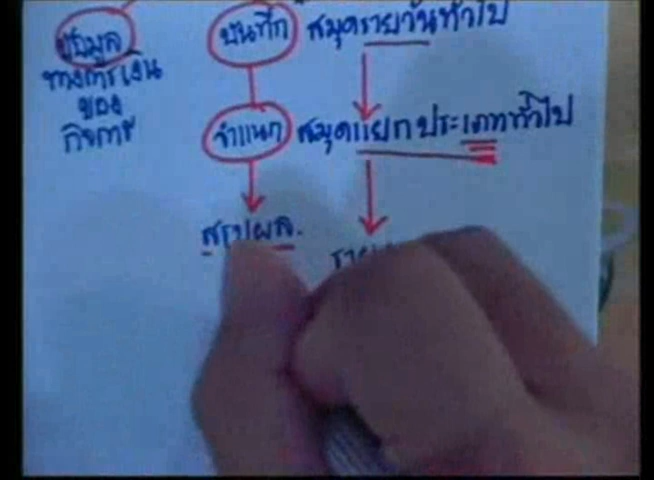 ข้อมูล
ทางการเงิน
ของ
กิจการ
บันทึก สมุดรายวันทั่วไป
จำแนก สมุดแยกประเภททั่วไป
สรุปผล.